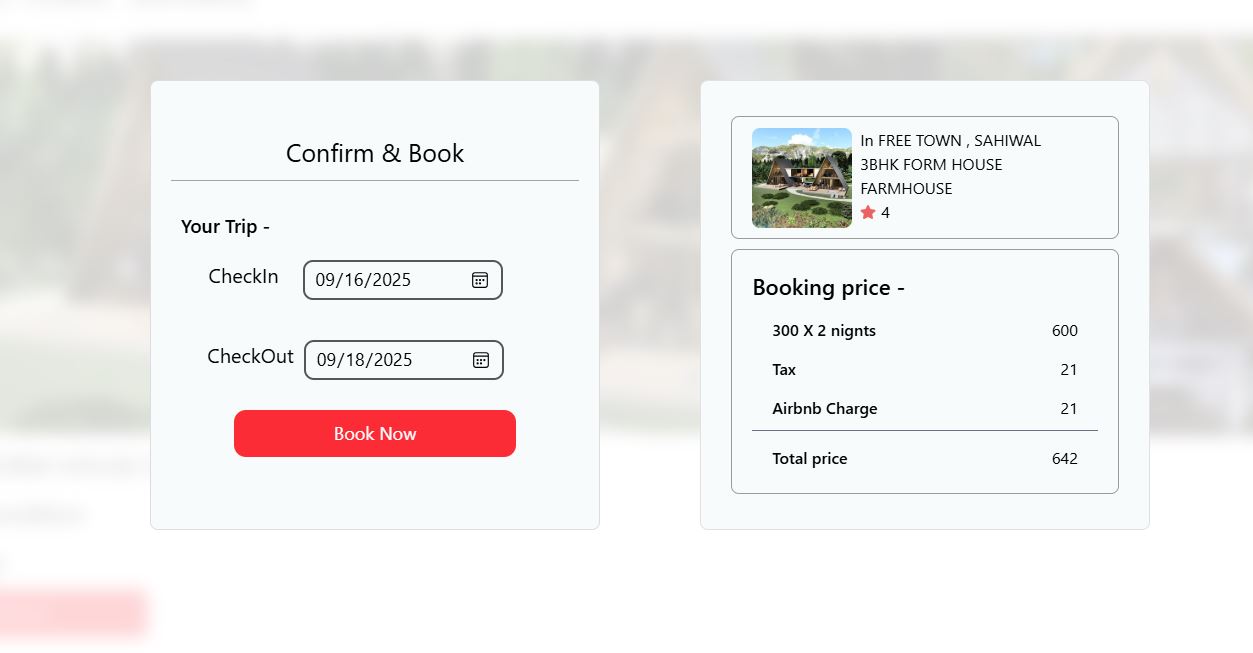 Confirm & Book
Your Trip -
CheckIn 09/16/2025
CheckOut 09/18/2025
Book Now
In FREE TOWN , SAHIWAL
3BHK FORM HOUSE
FARMHOUSE
4
Booking price -
300 X 2 nignts 600
Tax 21
Airbnb Charge 21
Total price 642